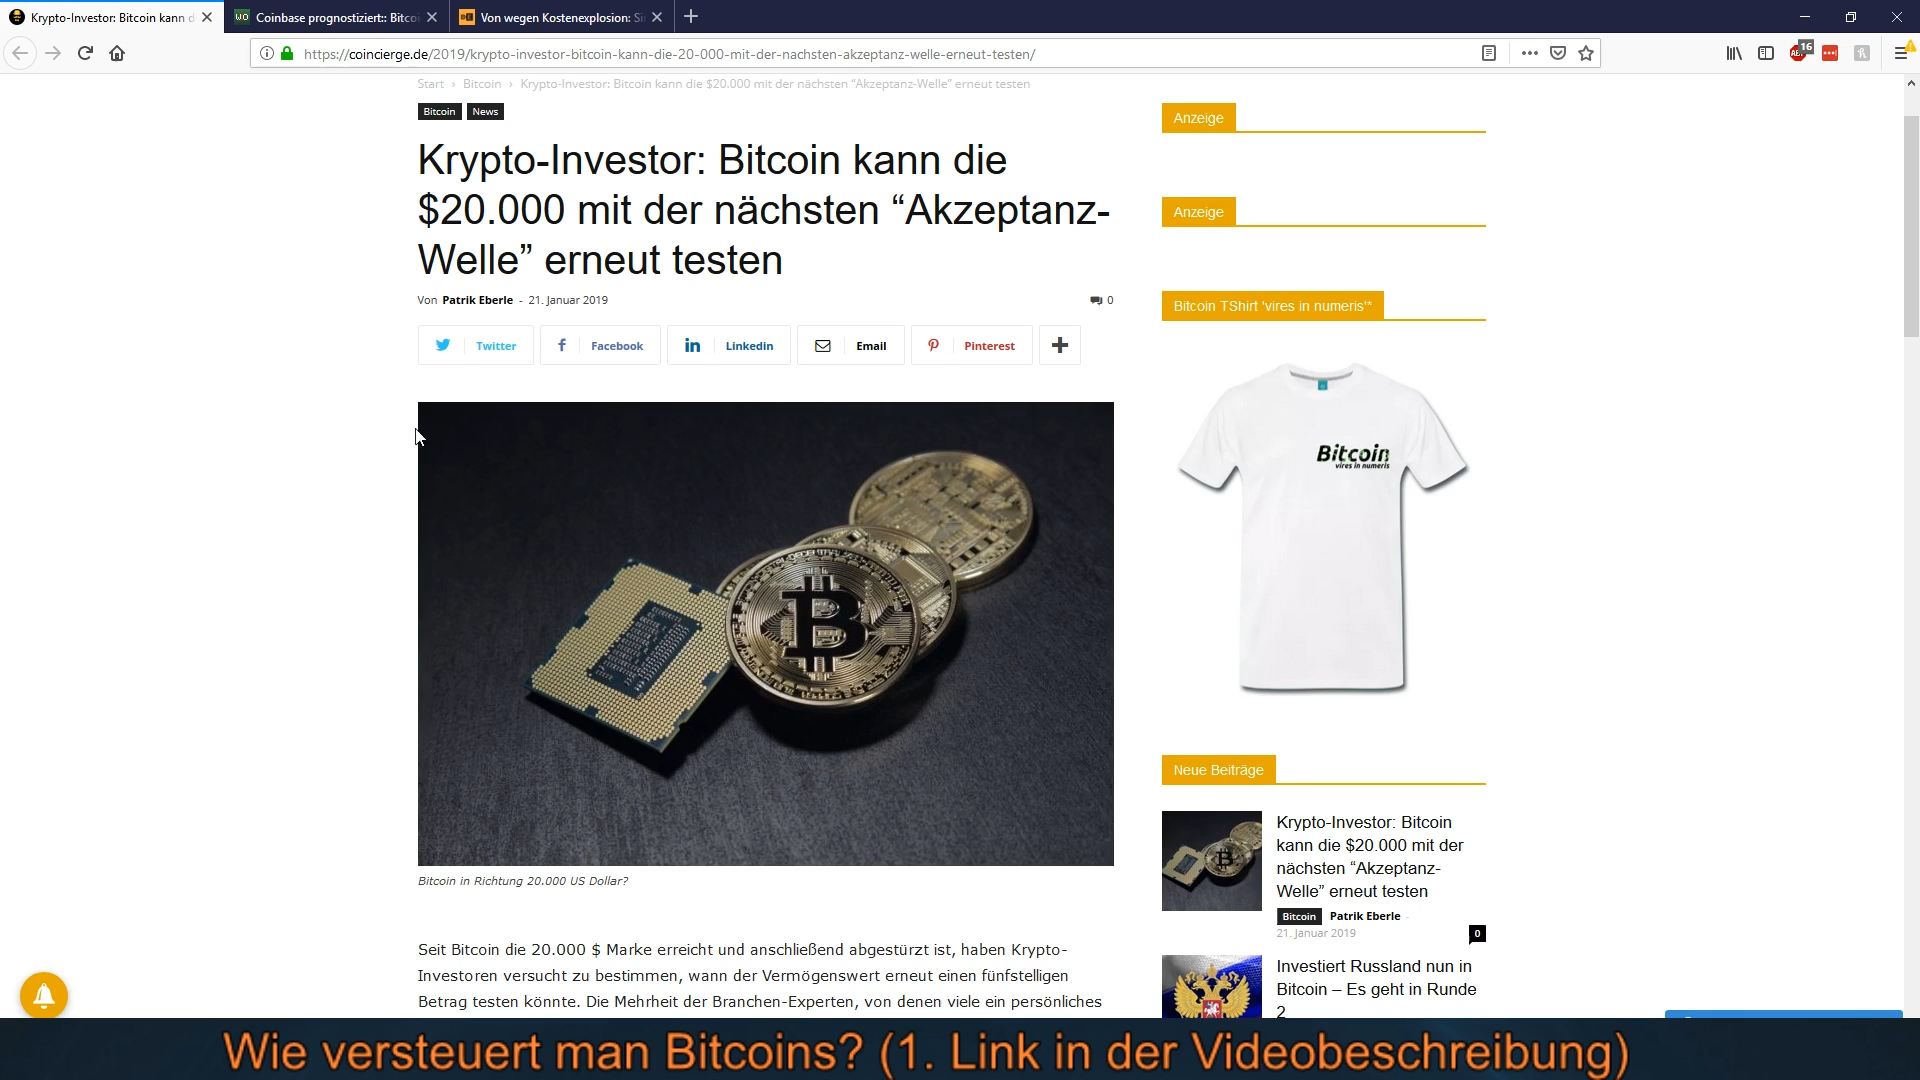 Krypto-Investor: Bitcoin kann d
Coinbase prognostiziert:: Bitcoi
Von wegen Kostenexplosion: Si
https://coincierge.de/2019/krypto-investor-bitcoin-kann-die-20-000-mit-der-nachsten-akzeptanz-welle-erneut-testen/
16
Start › Bitcoin › Krypto-Investor: Bitcoin kann die $20.000 mit der nächsten “Akzeptanz-Welle” erneut testen
Bitcoin News
Krypto-Investor: Bitcoin kann die
$20.000 mit der nächsten “Akzeptanz-
Welle” erneut testen
Von Patrik Eberle - 21. Januar 2019
0
Twitter
Facebook
Linkedin
Email
Pinterest
Bitcoin in Richtung 20.000 US Dollar?
Seit Bitcoin die 20.000 $ Marke erreicht und anschließend abgestürzt ist, haben Krypto-
Investoren versucht zu bestimmen, wann der Vermögenswert erneut einen fünfstelligen
Betrag testen könnte. Die Mehrheit der Branchen-Experten, von denen viele ein persönliches
Anzeige
Anzeige
Bitcoin TShirt 'vires in numeris'*
Bitcoin
vires in numeris
Neue Beiträge
Krypto-Investor: Bitcoin
kann die $20.000 mit der
nächsten “Akzeptanz-
Welle” erneut testen
Bitcoin Patrik Eberle -
21. Januar 2019
0
Investiert Russland nun in
Bitcoin – Es geht in Runde
2
Wie versteuert man Bitcoins? (1. Link in der Videobeschreibung)